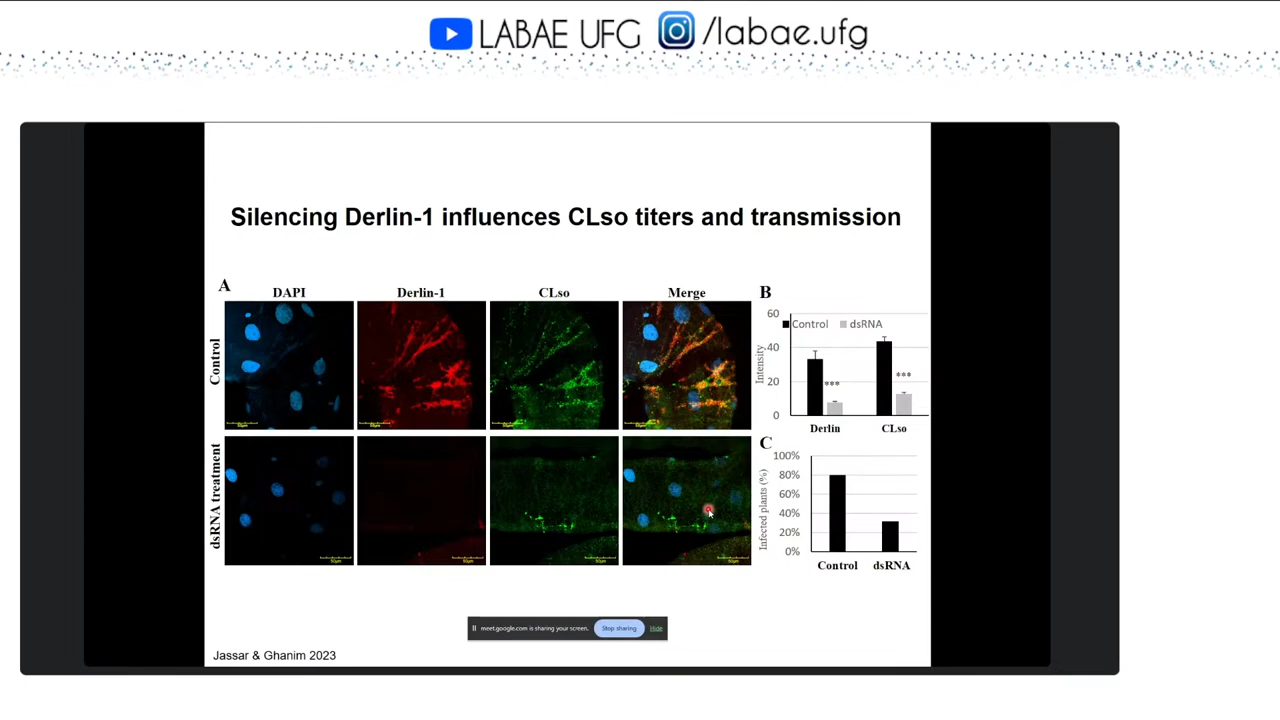 LABAE UFG /labae.ufg
Silencing Derlin-1 influences CLso titers and transmission
A
DAPI Derlin-1 CLso Merge
Control
dsRNA treatment
50µm 50µm
B
60
40
20
0
Intensity
Control dsRNA
***
***
Derlin CLso
C
100%
80%
60%
40%
20%
0%
Infected plants (%)
Control dsRNA
meet.google.com is sharing your screen. Stop sharing Hide
Jassar & Ghanim 2023